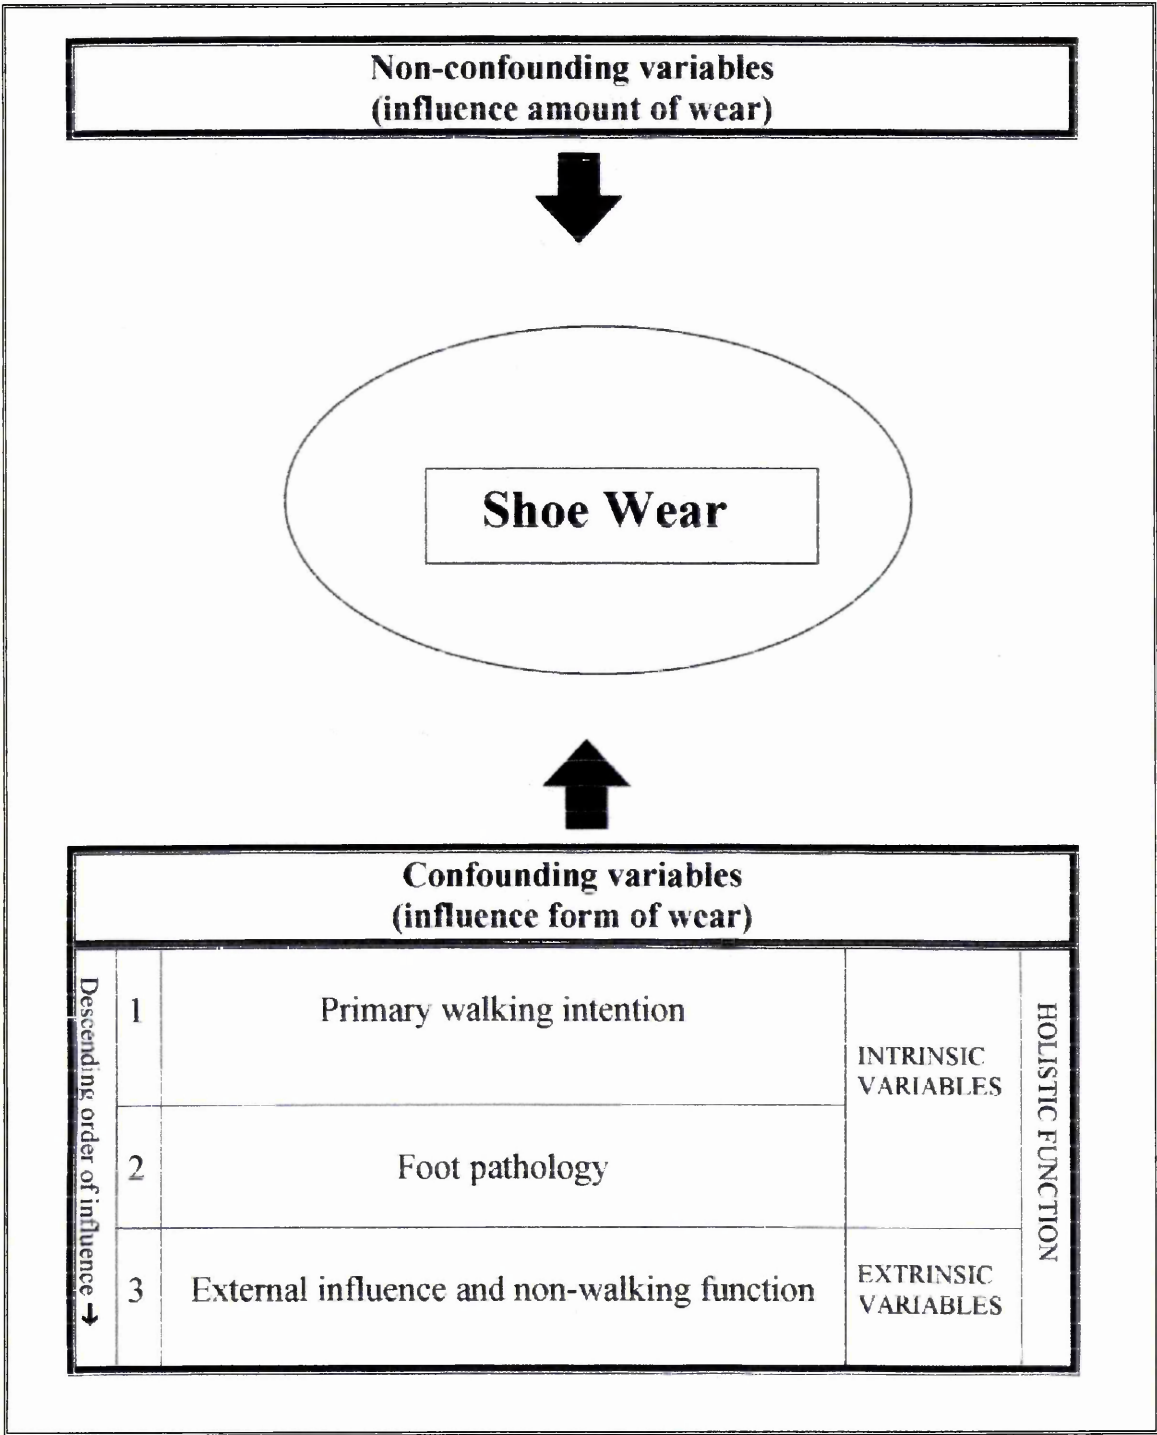 Non-confounding variables
(influence amount of wear)
Shoe Wear
Confounding variables
(influence form of wear)
Descending order of influence →
1
Primary walking intention
2
Foot pathology
3
External influence and non-walking function
INTRINSIC
VARIABLES
EXTRINSIC
VARIABLES
HOLISTIC FUNCTION